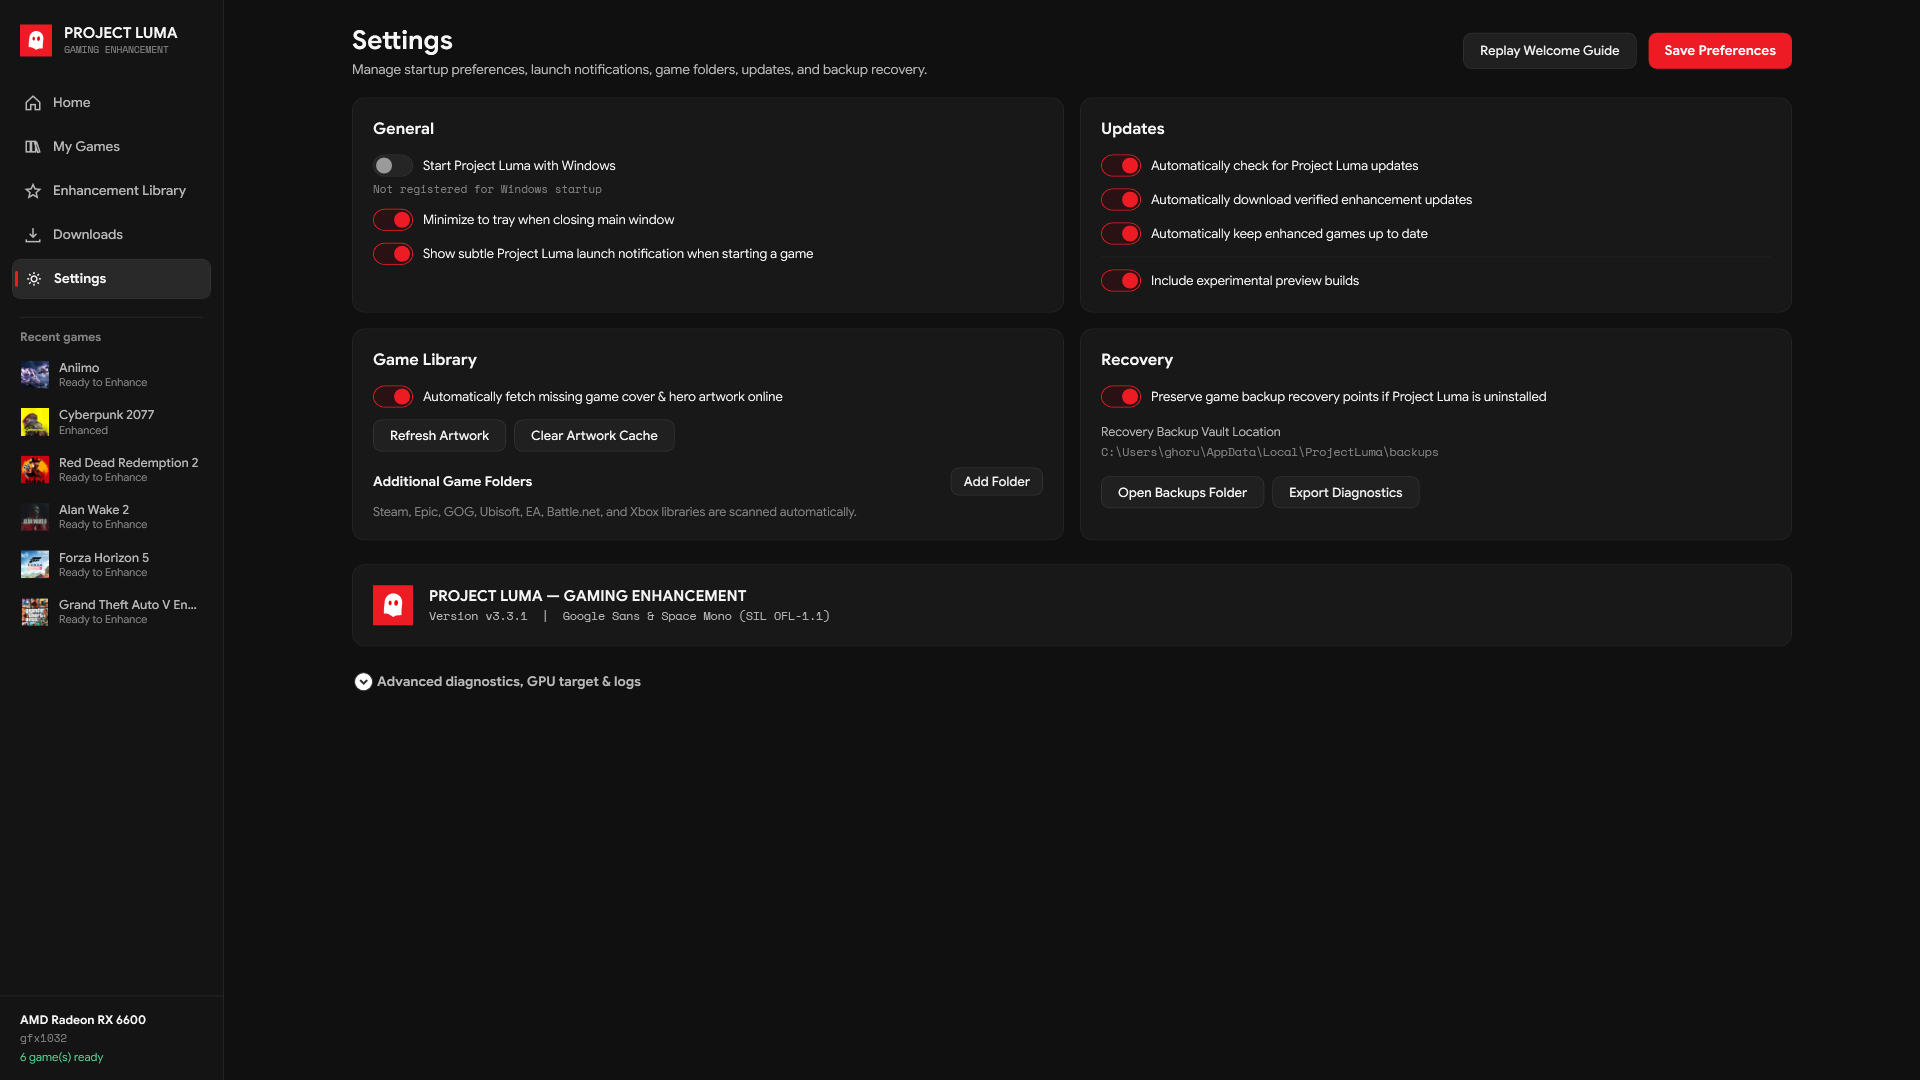 PROJECT LUMA
GAMING ENHANCEMENT
Home
My Games
Enhancement Library
Downloads
Settings
Recent games
Aniimo
Ready to Enhance
Cyberpunk 2077
Enhanced
Red Dead Redemption 2
Ready to Enhance
Alan Wake 2
Ready to Enhance
Forza Horizon 5
Ready to Enhance
Grand Theft Auto V En...
Ready to Enhance
AMD Radeon RX 6600
gfx1032
6 game(s) ready
Settings
Manage startup preferences, launch notifications, game folders, updates, and backup recovery.
Replay Welcome Guide
Save Preferences
General
Start Project Luma with Windows
Not registered for Windows startup
Minimize to tray when closing main window
Show subtle Project Luma launch notification when starting a game
Updates
Automatically check for Project Luma updates
Automatically download verified enhancement updates
Automatically keep enhanced games up to date
Include experimental preview builds
Game Library
Automatically fetch missing game cover & hero artwork online
Refresh Artwork
Clear Artwork Cache
Additional Game Folders
Add Folder
Steam, Epic, GOG, Ubisoft, EA, Battle.net, and Xbox libraries are scanned automatically.
Recovery
Preserve game backup recovery points if Project Luma is uninstalled
Recovery Backup Vault Location
C:\Users\ghoru\AppData\Local\ProjectLuma\backups
Open Backups Folder
Export Diagnostics
PROJECT LUMA — GAMING ENHANCEMENT
Version v3.3.1 | Google Sans & Space Mono (SIL OFL-1.1)
Advanced diagnostics, GPU target & logs